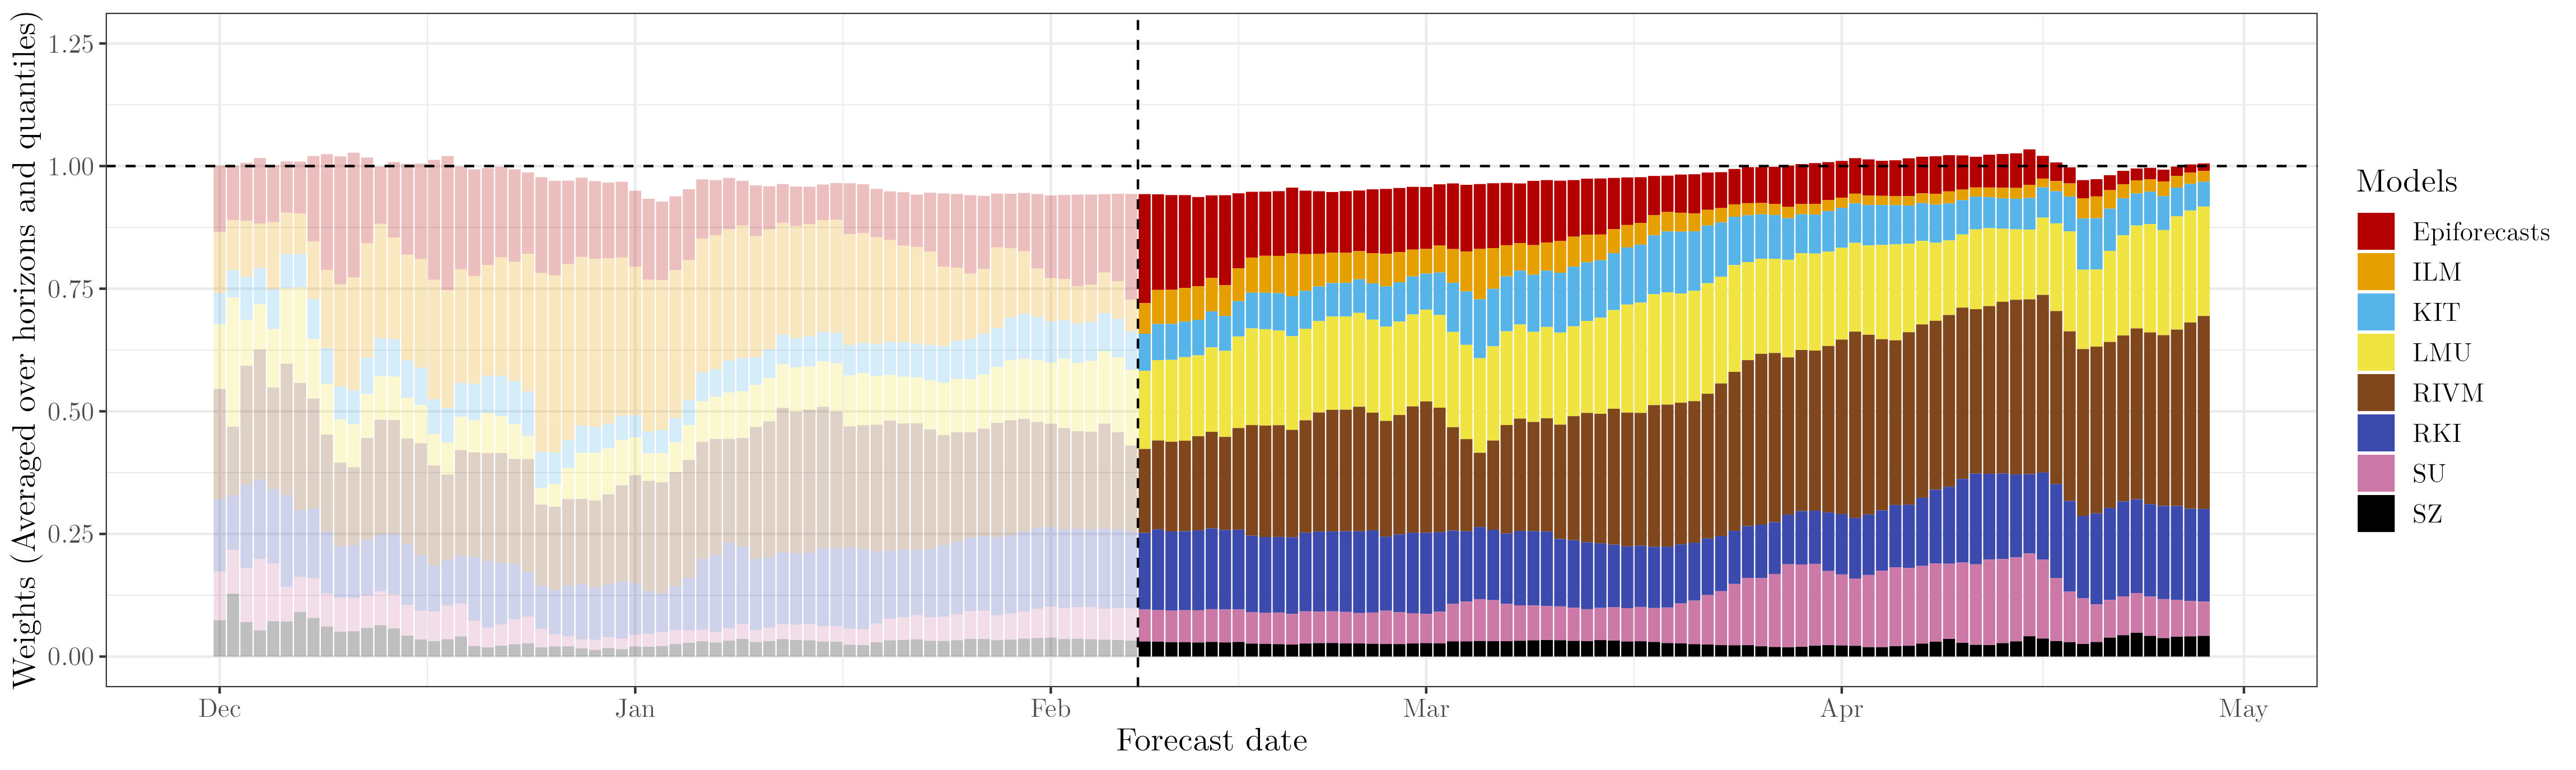 Weights (Averaged over horizons and quantiles)
1.25
1.00
0.75
0.50
0.25
0.00
Dec
Jan
Feb
Mar
Apr
May
Forecast date
Models
Epiforecasts
ILM
KIT
LMU
RIVM
RKI
SU
SZ